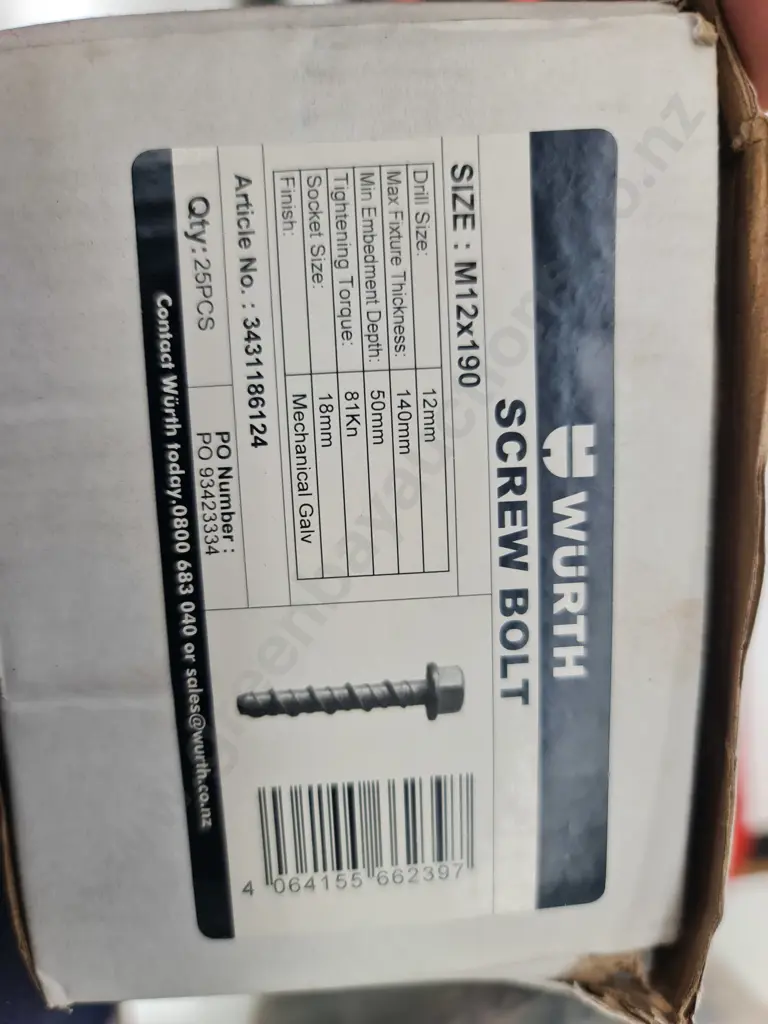 WÜRTH
SCREW BOLT
SIZE : M12x190
Drill Size: 12mm
Max Fixture Thickness: 140mm
Min Embedment Depth: 50mm
Tightening Torque: 81Kn
Socket Size: 18mm
Finish: Mechanical Galv
Article No. : 3431186124
Qty: 25PCS
PO Number :
PO 93423334
4 064155 662397
Contact Würth today.0800 683 040 or sales@wurth.co.nz